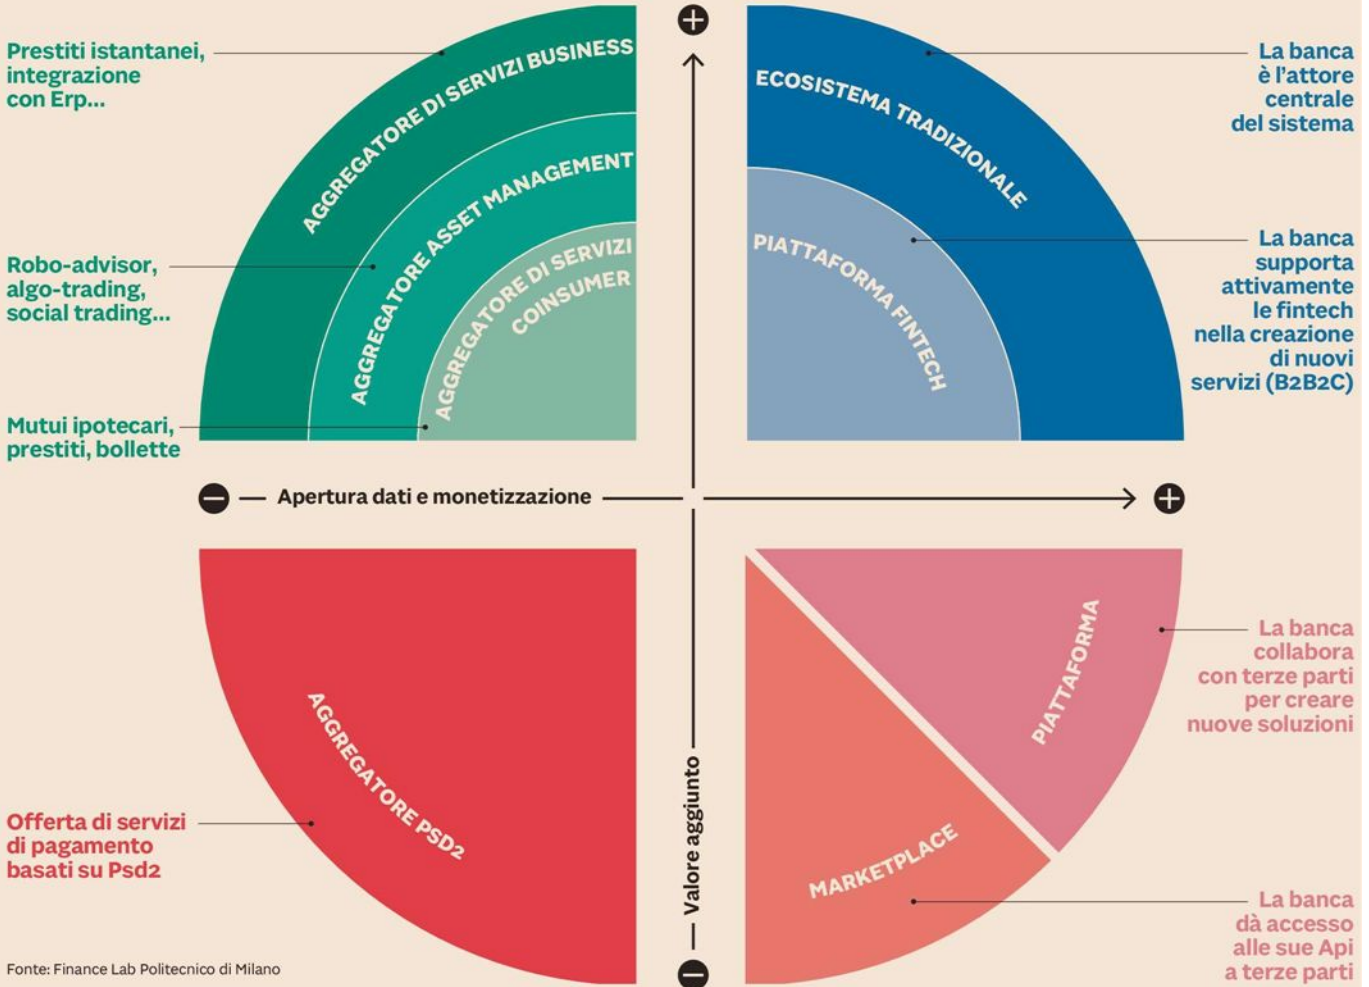 Prestiti istantanei,
integrazione
con Erp...
AGGREGATORE DI SERVIZI BUSINESS
Robo-advisor,
algo-trading,
social trading...
AGGREGATORE ASSET MANAGEMENT
Mutui ipotecari,
prestiti, bollette
AGGREGATORE DI SERVIZI
COINSUMER
ECOSISTEMA TRADIZIONALE
La banca
è l'attore
centrale
del sistema
PIATTAFORMA FINTECH
La banca
supporta
attivamente
le fintech
nella creazione
di nuovi
servizi (B2B2C)
Apertura dati e monetizzazione
Valore aggiunto
AGGREGATORE PSD2
Offerta di servizi
di pagamento
basati su Psd2
PIATTAFORMA
La banca
collabora
con terze parti
per creare
nuove soluzioni
MARKETPLACE
La banca
dà accesso
alle sue Api
a terze parti
Fonte: Finance Lab Politecnico di Milano